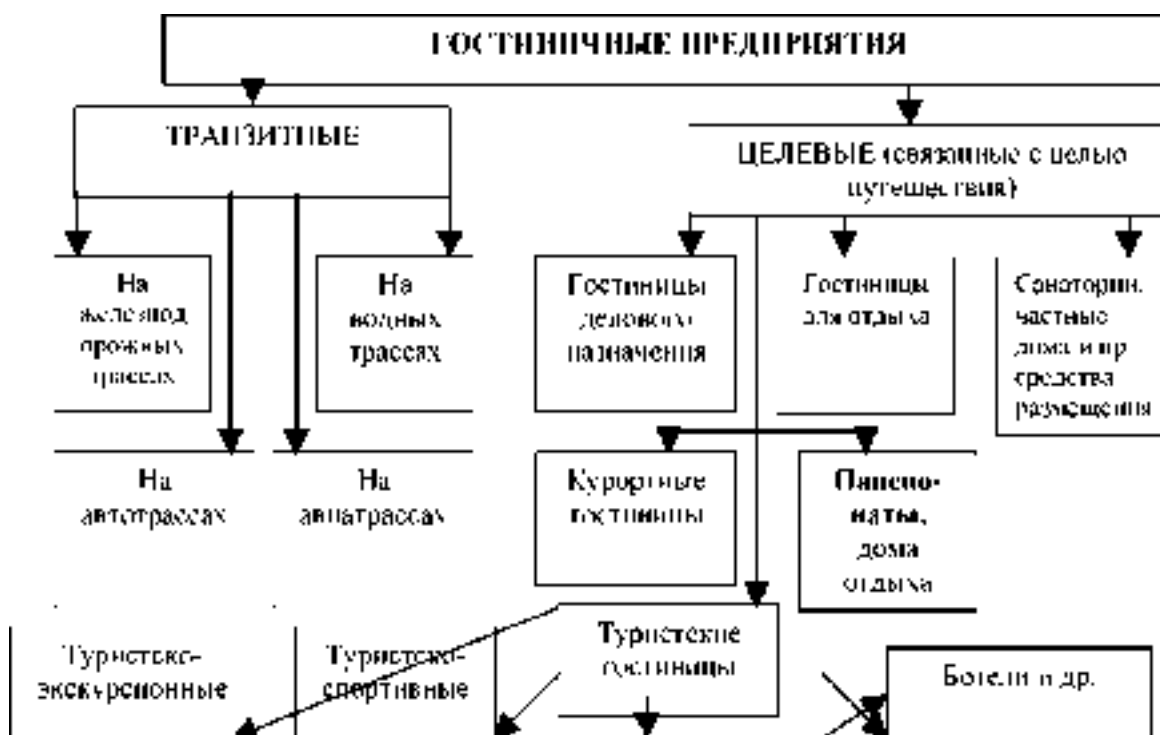 ГОСТИНИЧНЫЕ ПРЕДПРИЯТИЯ
ТРАНЗИТНЫЕ
ЦЕЛЕВЫЕ (связанные с целью
путешествия)
На
железнод
орожных
трассах
На
водных
трассах
Гостиницы
делового
назначения
Гостиницы
для отдыха
Санатории,
частные
дома и пр.
средства
размещения
На
автотрассах
На
авиатрассах
Курортные
гостиницы
Пансио-
наты,
дома
отдыха
Туристско-
экскурсионные
Туристско-
спортивные
Туристские
гостиницы
Ботели и др.